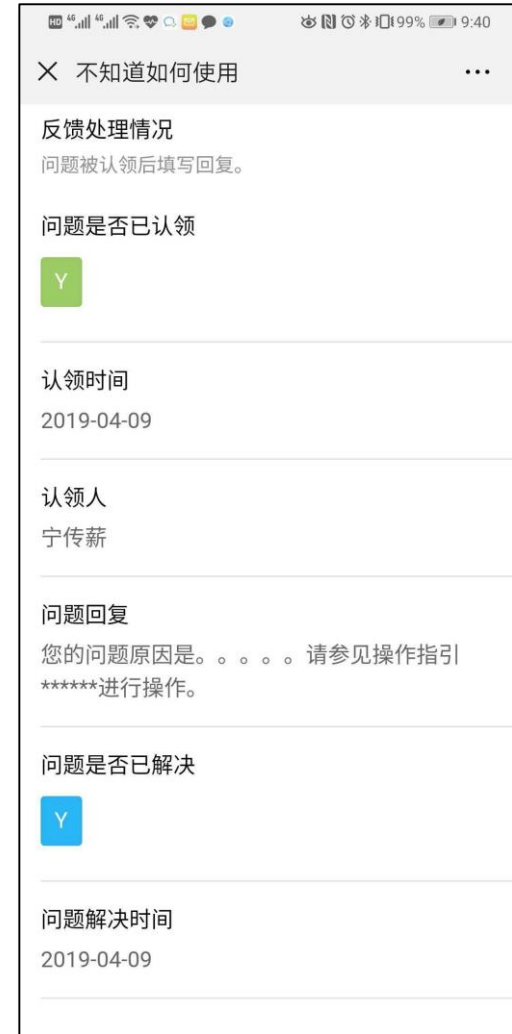 HD 4G 4G 99% 9:40
不知道如何使用
反馈处理情况
问题被认领后填写回复。
问题是否已认领
Y
认领时间
2019-04-09
认领人
宁传薪
问题回复
您的问题原因是。。。。。请参见操作指引
******进行操作。
问题是否已解决
Y
问题解决时间
2019-04-09